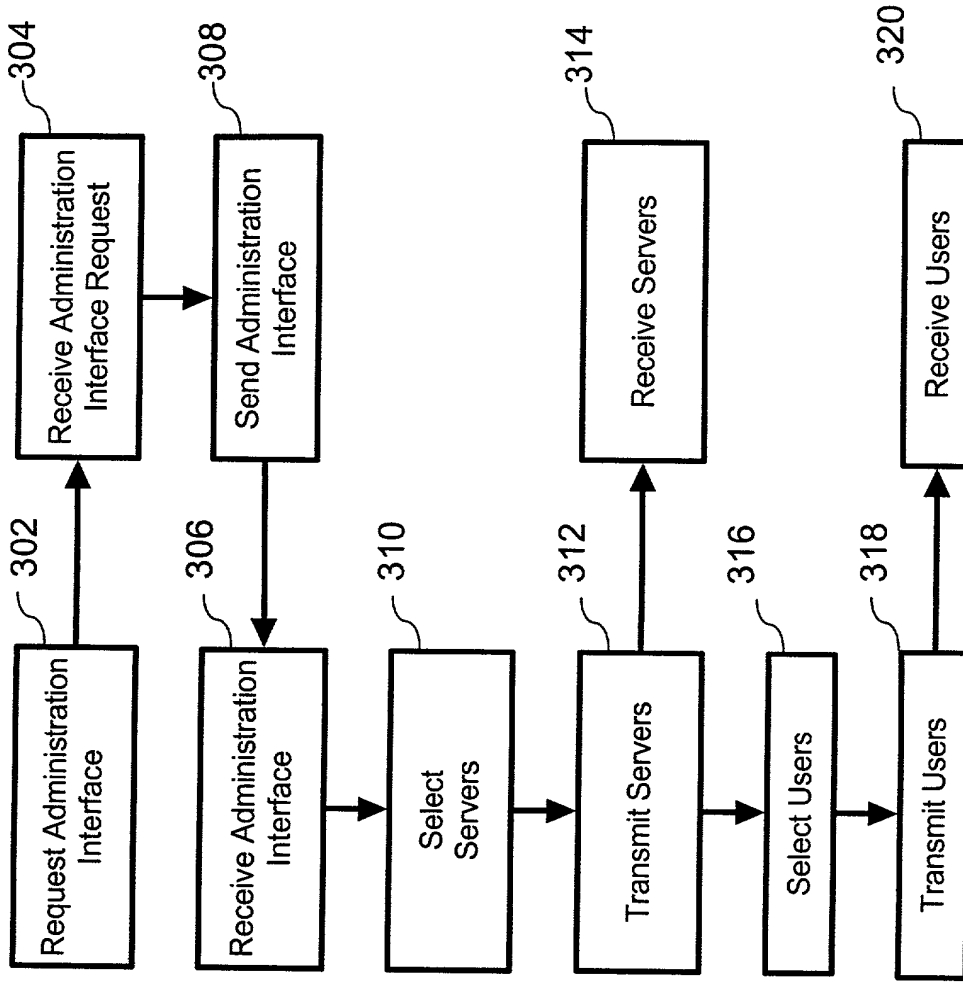 302
Request Administration
Interface
304
Receive Administration
Interface Request
306
Receive Administration
Interface
308
Send Administration
Interface
310
Select
Servers
312
Transmit Servers
314
Receive Servers
316
Select Users
318
Transmit Users
320
Receive Users